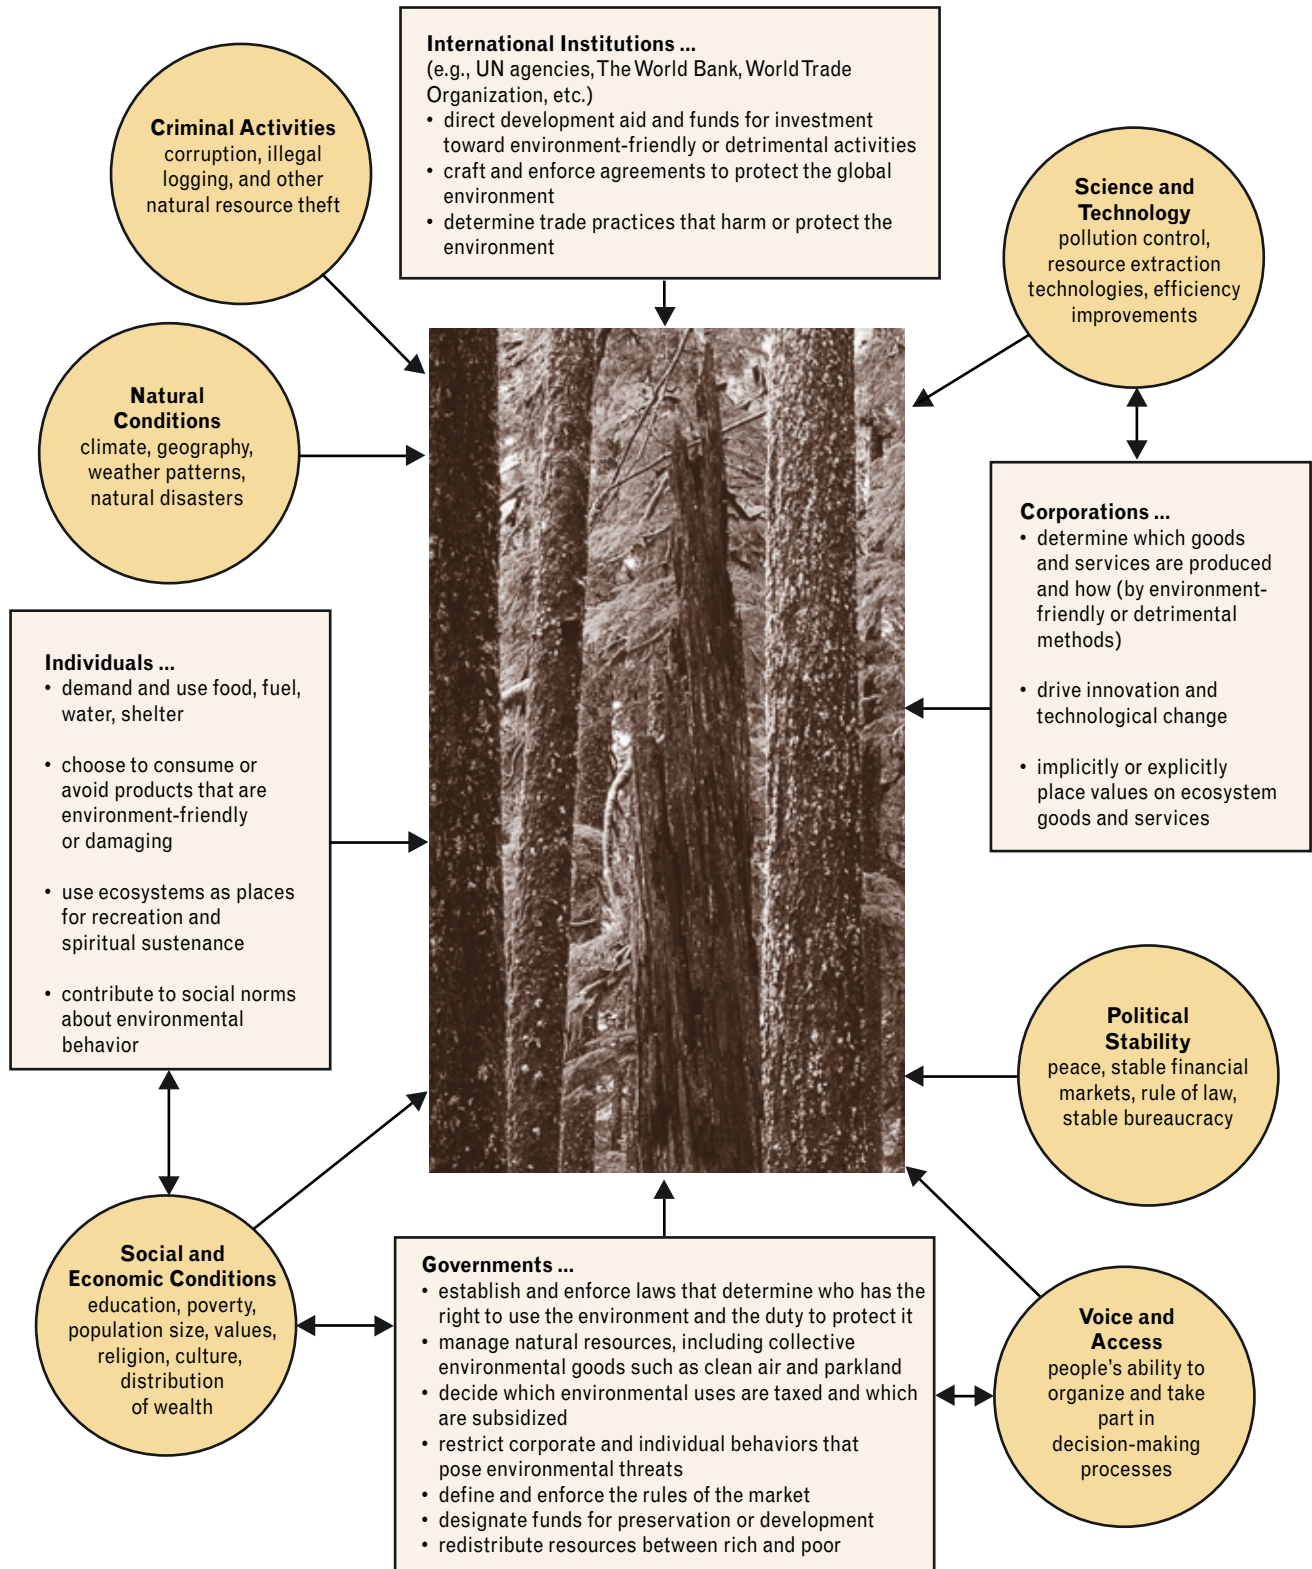 International Institutions ...
(e.g., UN agencies, The World Bank, World Trade
Organization, etc.)
• direct development aid and funds for investment
toward environment-friendly or detrimental activities
• craft and enforce agreements to protect the global
environment
• determine trade practices that harm or protect the
environment
Criminal Activities
corruption, illegal
logging, and other
natural resource theft
Science and
Technology
pollution control,
resource extraction
technologies, efficiency
improvements
Natural
Conditions
climate, geography,
weather patterns,
natural disasters
Corporations ...
• determine which goods
and services are produced
and how (by environment-
friendly or detrimental
methods)
• drive innovation and
technological change
• implicitly or explicitly
place values on ecosystem
goods and services
Individuals ...
• demand and use food, fuel,
water, shelter
• choose to consume or
avoid products that are
environment-friendly
or damaging
• use ecosystems as places
for recreation and
spiritual sustenance
• contribute to social norms
about environmental
behavior
Political
Stability
peace, stable financial
markets, rule of law,
stable bureaucracy
Social and
Economic Conditions
education, poverty,
population size, values,
religion, culture,
distribution
of wealth
Governments ...
• establish and enforce laws that determine who has the
right to use the environment and the duty to protect it
• manage natural resources, including collective
environmental goods such as clean air and parkland
• decide which environmental uses are taxed and which
are subsidized
• restrict corporate and individual behaviors that
pose environmental threats
• define and enforce the rules of the market
• designate funds for preservation or development
• redistribute resources between rich and poor
Voice and
Access
people's ability to
organize and take
part in
decision-making
processes